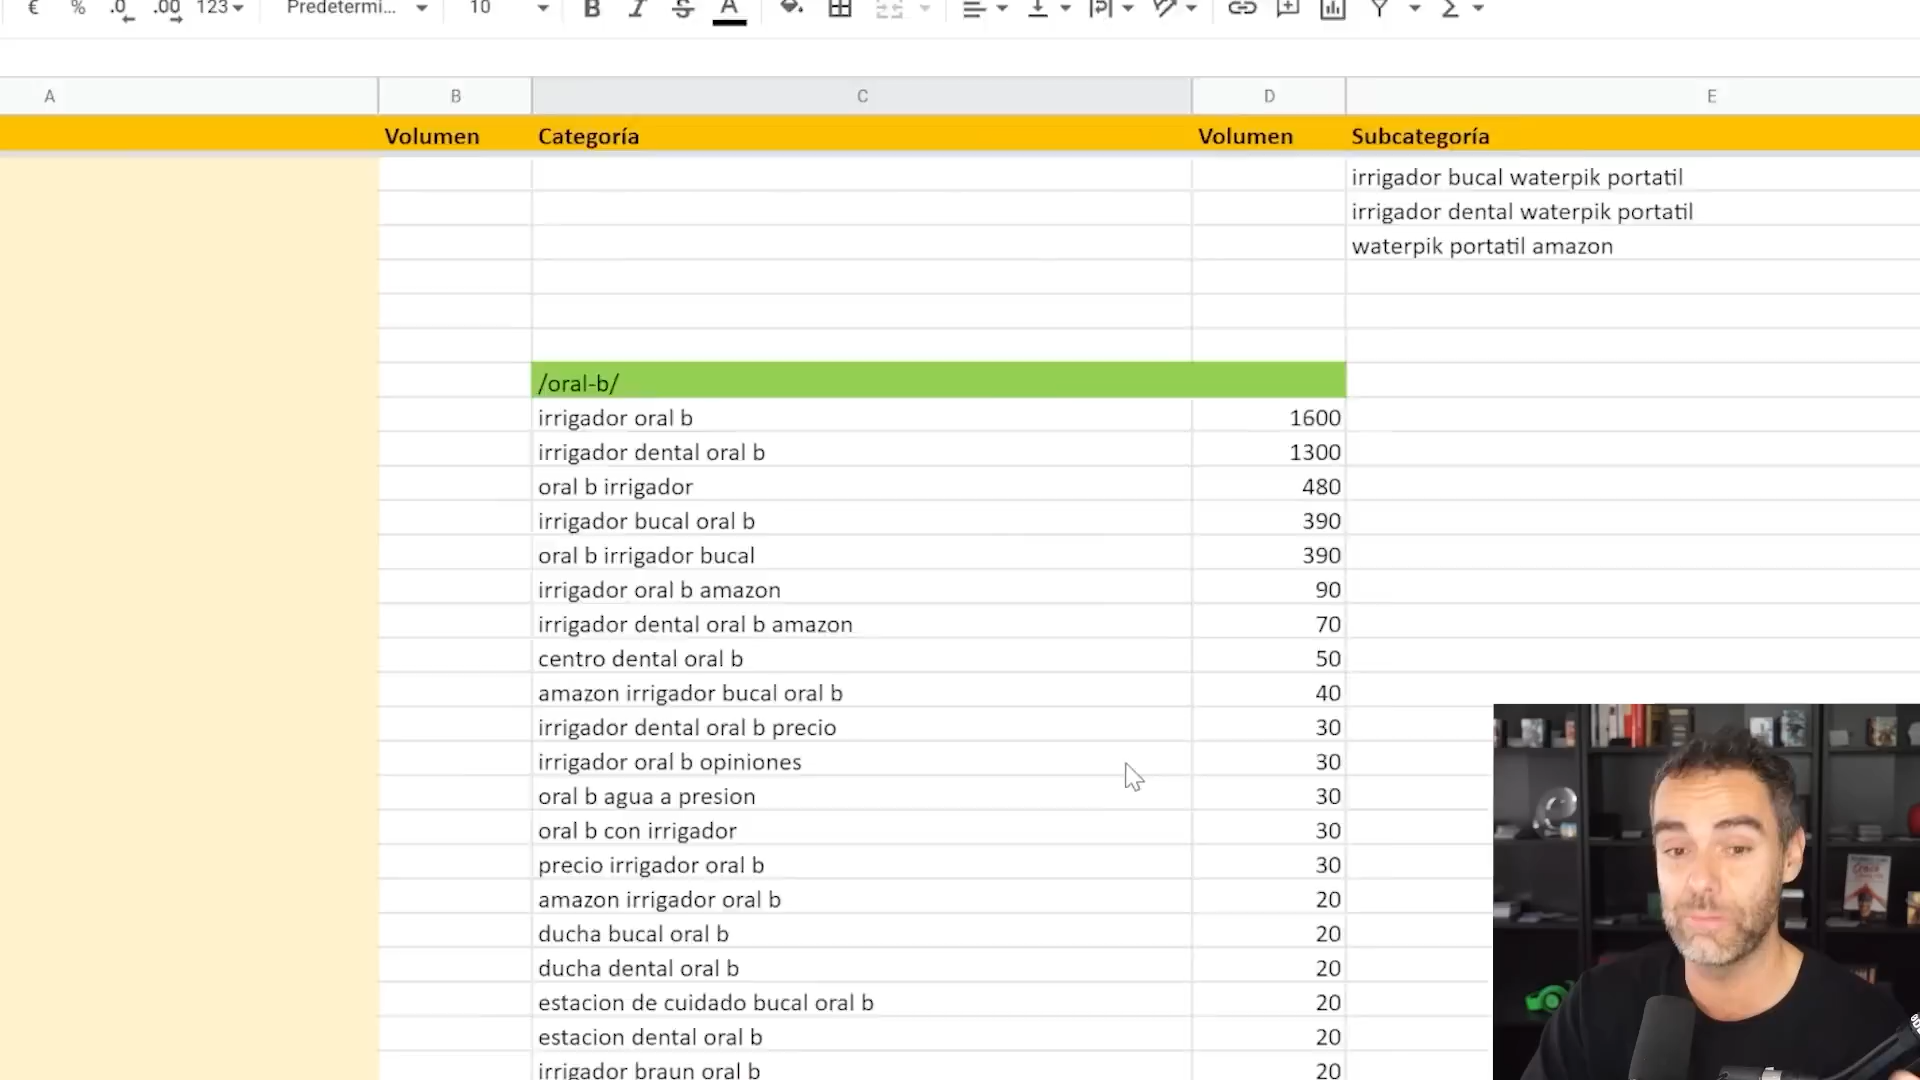 € % .0 .00 123 Predetermi... 10 B I S A
A B C D E
Volumen Categoría Volumen Subcategoría
irrigador bucal waterpik portatil
irrigador dental waterpik portatil
waterpik portatil amazon
/oral-b/
irrigador oral b 1600
irrigador dental oral b 1300
oral b irrigador 480
irrigador bucal oral b 390
oral b irrigador bucal 390
irrigador oral b amazon 90
irrigador dental oral b amazon 70
centro dental oral b 50
amazon irrigador bucal oral b 40
irrigador dental oral b precio 30
irrigador oral b opiniones 30
oral b agua a presion 30
oral b con irrigador 30
precio irrigador oral b 30
amazon irrigador oral b 20
ducha bucal oral b 20
ducha dental oral b 20
estacion de cuidado bucal oral b 20
estacion dental oral b 20
irrigador braun oral b 20